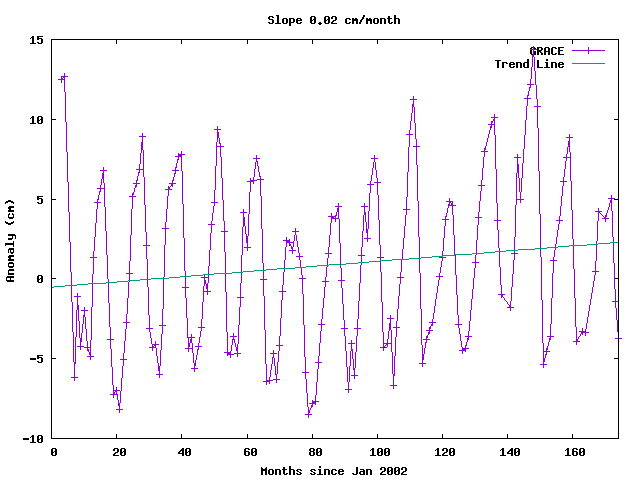 Slope 0.02 cm/month
GRACE
Trend Line
15
10
5
0
-5
-10
Anomaly (cm)
0 20 40 60 80 100 120 140 160
Months since Jan 2002